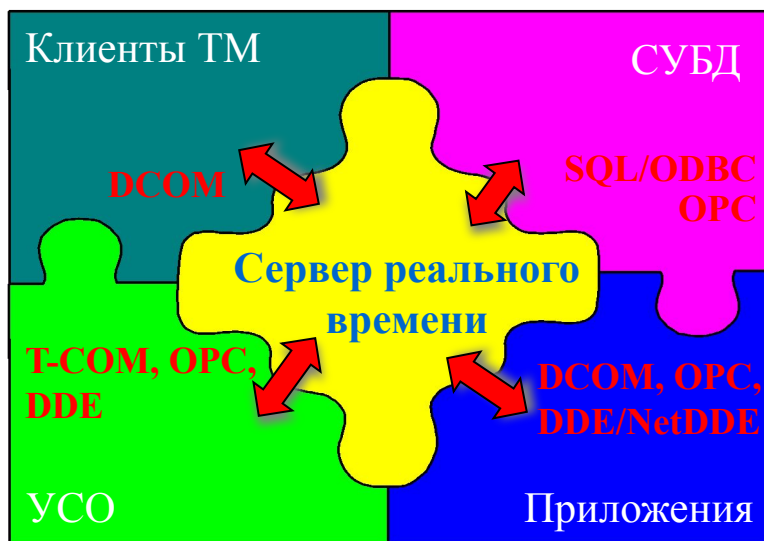 Клиенты ТМ
СУБД
DCOM
SQL/ODBC
OPC
Сервер реального
времени
T-COM, OPC,
DDE
DCOM, OPC,
DDE/NetDDE
УСО
Приложения